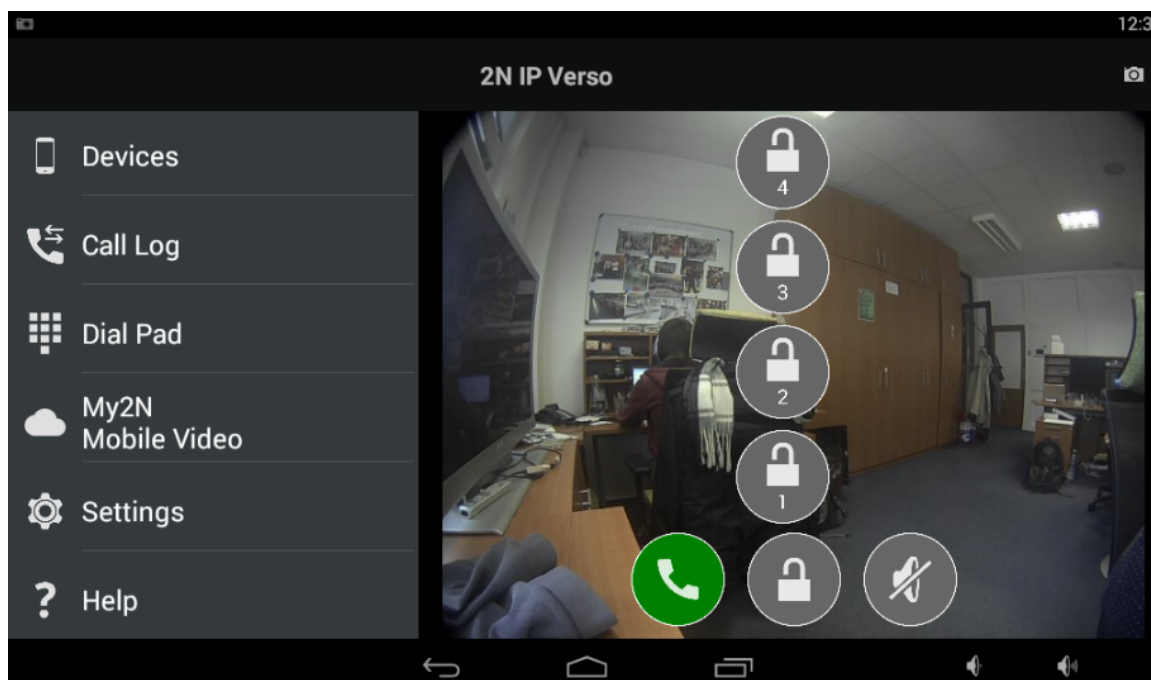 12:3
2N IP Verso
Devices
Call Log
Dial Pad
My2N
Mobile Video
Settings
Help
4
3
2
1